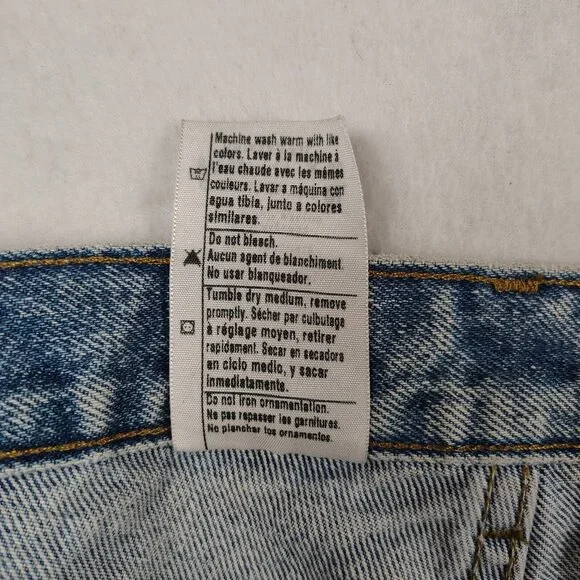 Machine wash warm with like
colors. Laver à la machine à
l'eau chaude avec les mêmes
couleurs. Lavar a máquina con
agua tibia, junto a colores
similares.
Do not bleach.
Aucun agent de blanchiment.
No usar blanqueador.
Tumble dry medium, remove
promptly. Sécher par culbutage
à réglage moyen, retirer
rapidement. Secar en secadora
en ciclo medio, y sacar
inmediatamente.
Do not iron ornamentation.
Ne pas repasser les garnitures.
No planchar los ornamentos.